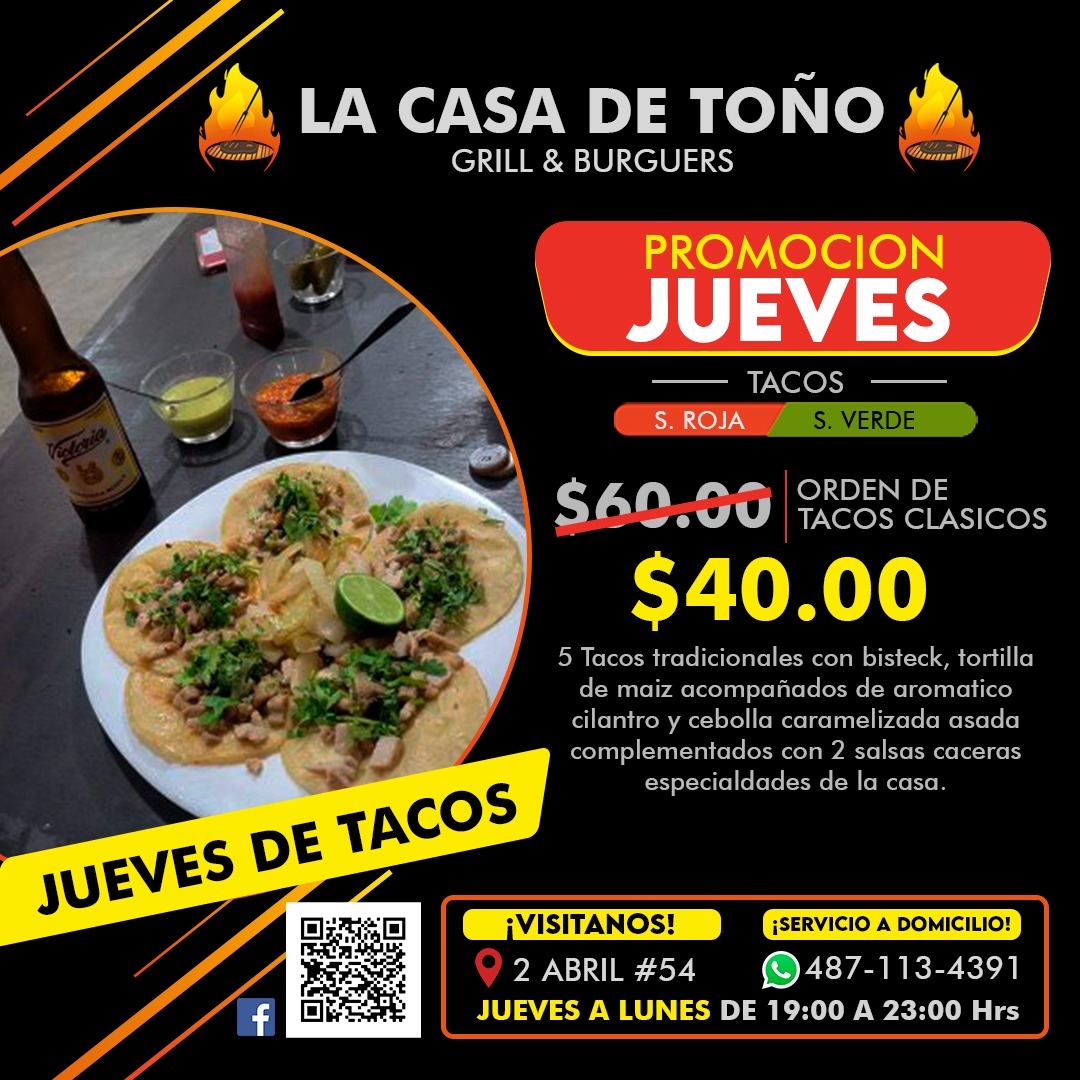 LA CASA DE TOÑO
GRILL & BURGUERS
PROMOCION
JUEVES
TACOS
S. ROJA
S. VERDE
$60.00
ORDEN DE
TACOS CLASICOS
$40.00
5 Tacos tradicionales con bisteck, tortilla
de maiz acompañados de aromatico
cilantro y cebolla caramelizada asada
complementados con 2 salsas caceras
especialdades de la casa.
Victoria
JUEVES DE TACOS
¡VISITANOS!
2 ABRIL #54
¡SERVICIO A DOMICILIO!
487-113-4391
JUEVES A LUNES DE 19:00 A 23:00 Hrs
f